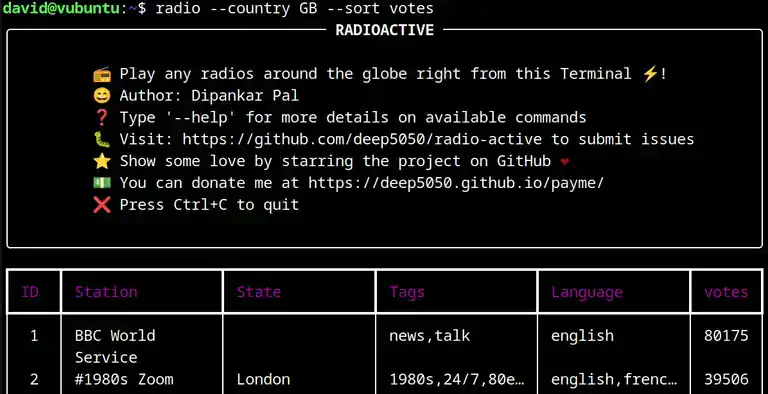 david@vubuntu:~$ radio --country GB --sort votes
RADIOACTIVE
📻 Play any radios around the globe right from this Terminal ⚡!
😄 Author: Dipankar Pal
❓ Type '--help' for more details on available commands
🐛 Visit: https://github.com/deep5050/radio-active to submit issues
⭐ Show some love by starring the project on GitHub ❤
💵 You can donate me at https://deep5050.github.io/payme/
❌ Press Ctrl+C to quit
ID Station State Tags Language votes
1 BBC World news,talk english 80175
Service
2 #1980s Zoom London 1980s,24/7,80e… english,frenc… 39506